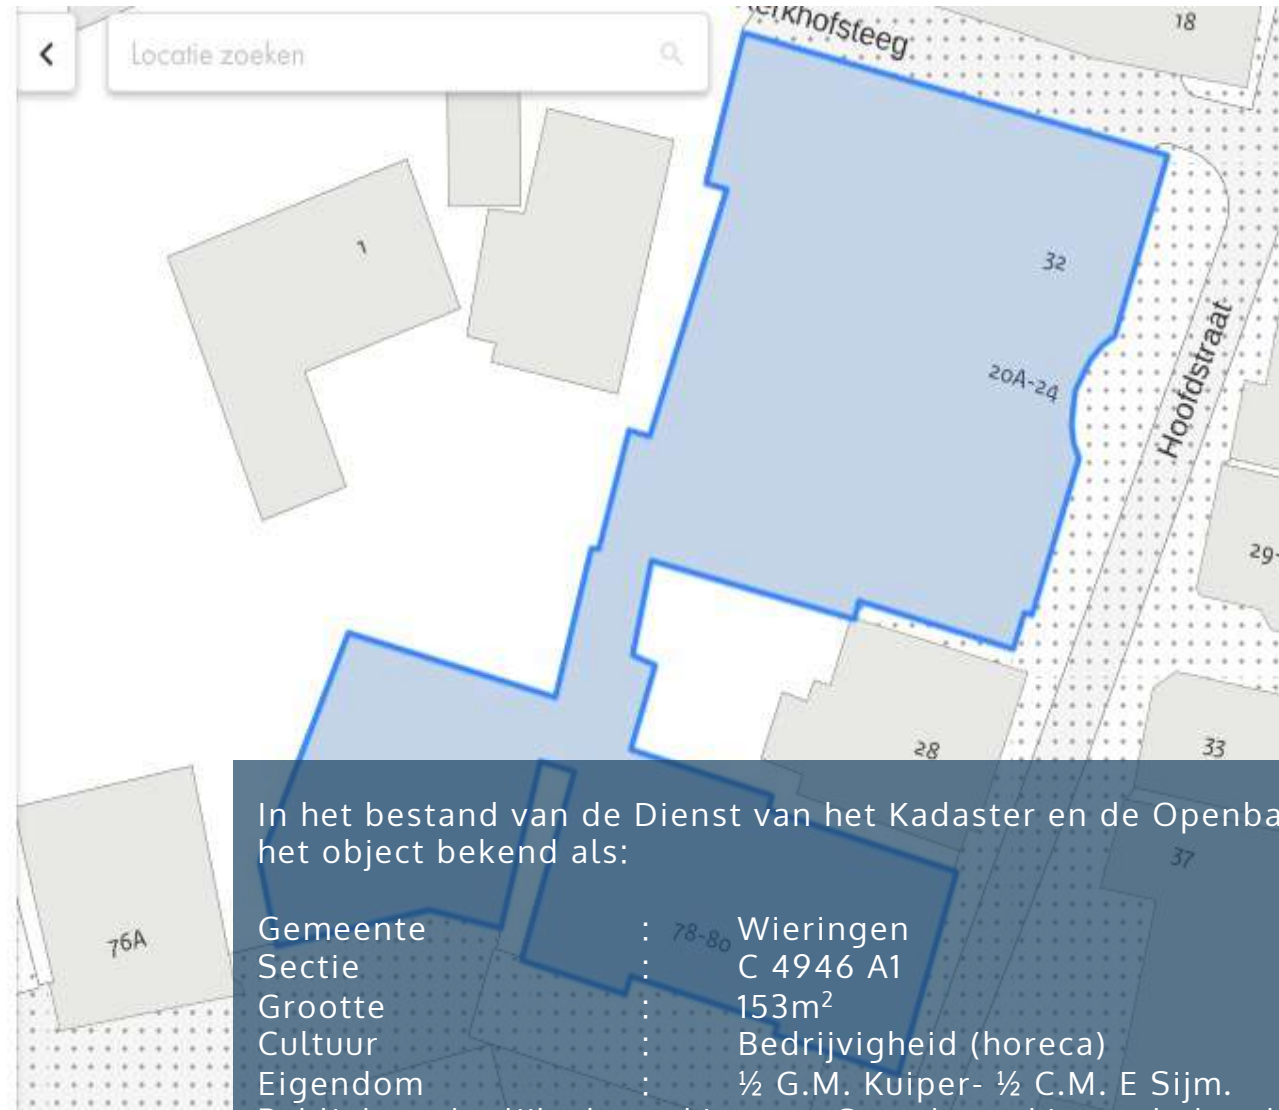 Kerkhofsteeg
18
Locatie zoeken
1
32
20A-24
Hoofdstraat
29-
28
33
37
76A
78-80
In het bestand van de Dienst van het Kadaster en de Openba
het object bekend als:
Gemeente : Wieringen
Sectie : C 4946 A1
Grootte : 153m²
Cultuur : Bedrijvigheid (horeca)
Eigendom : ½ G.M. Kuiper- ½ C.M. E Sijm.